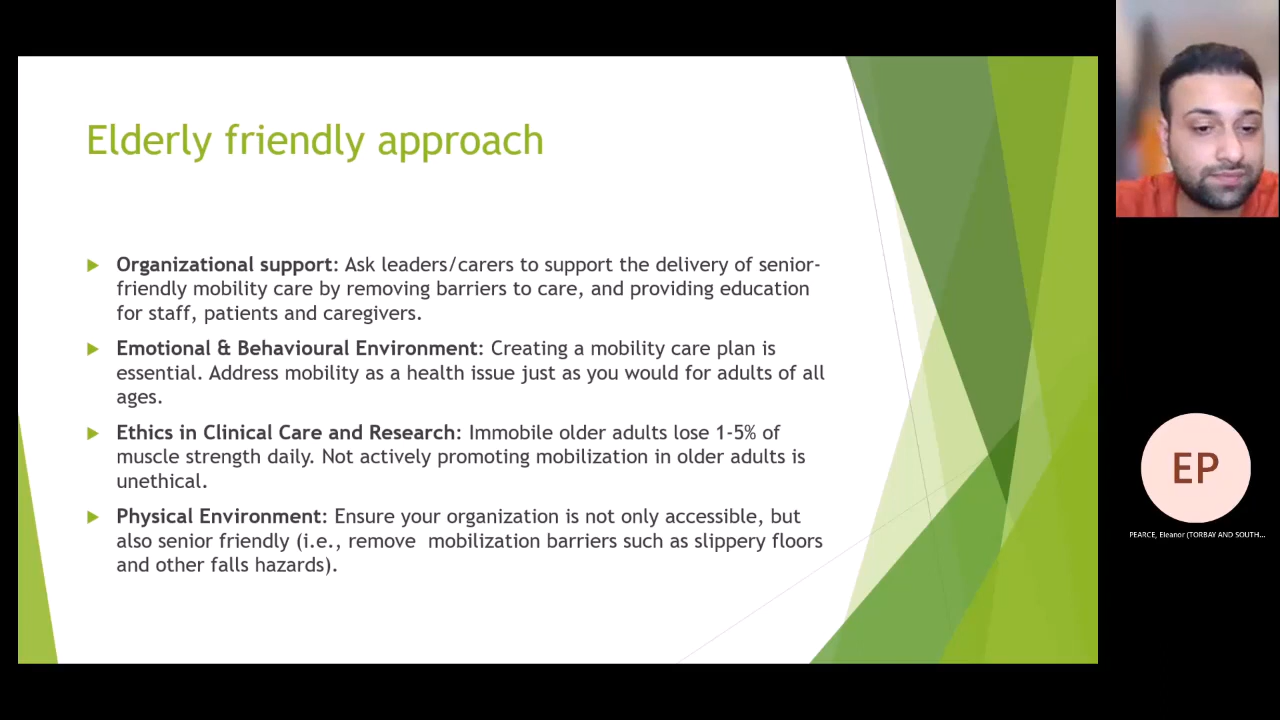 Elderly friendly approach
Organizational support: Ask leaders/carers to support the delivery of senior-
friendly mobility care by removing barriers to care, and providing education
for staff, patients and caregivers.
Emotional & Behavioural Environment: Creating a mobility care plan is
essential. Address mobility as a health issue just as you would for adults of all
ages.
Ethics in Clinical Care and Research: Immobile older adults lose 1-5% of
muscle strength daily. Not actively promoting mobilization in older adults is
unethical.
Physical Environment: Ensure your organization is not only accessible, but
also senior friendly (i.e., remove  mobilization barriers such as slippery floors
and other falls hazards).
EP
PEARCE, Eleanor (TORBAY AND SOUTH...